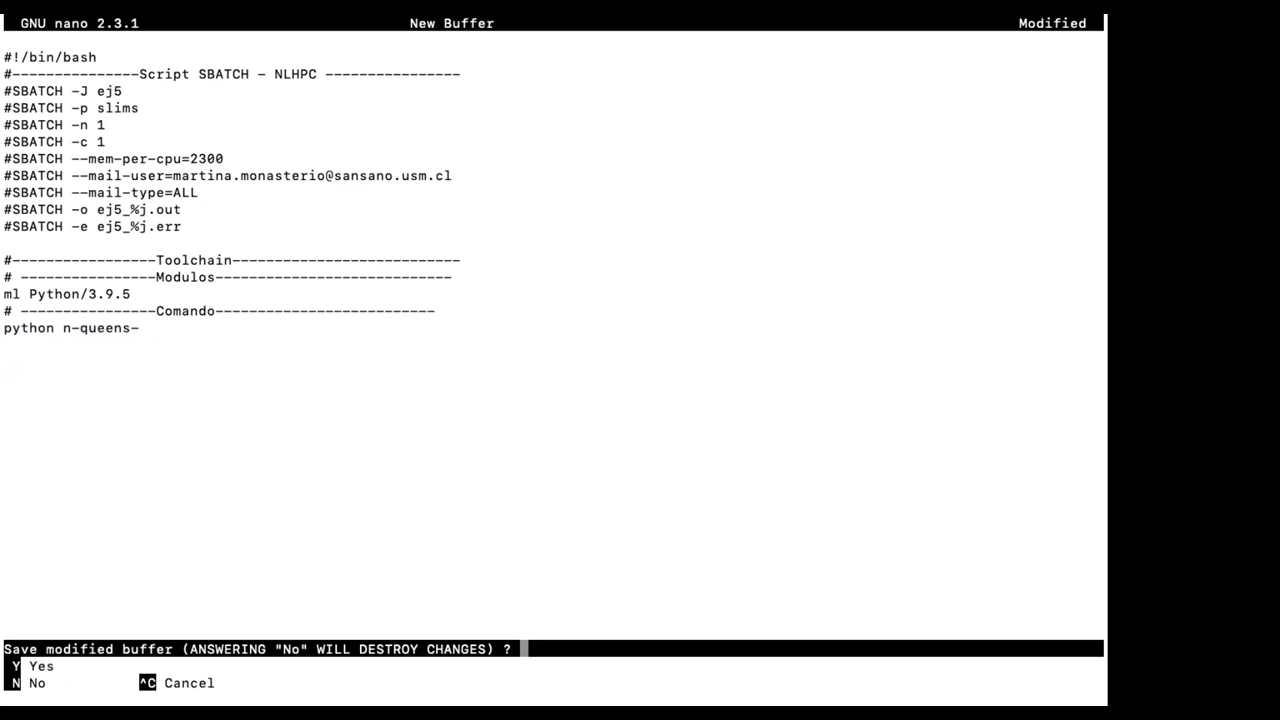 GNU nano 2.3.1 New Buffer Modified
#!/bin/bash
#---------------Script SBATCH - NLHPC ----------------
#SBATCH -J ej5
#SBATCH -p slims
#SBATCH -n 1
#SBATCH -c 1
#SBATCH --mem-per-cpu=2300
#SBATCH --mail-user=martina.monasterio@sansano.usm.cl
#SBATCH --mail-type=ALL
#SBATCH -o ej5_%j.out
#SBATCH -e ej5_%j.err
#-----------------Toolchain---------------------------
# ----------------Modulos----------------------------
ml Python/3.9.5
# ----------------Comando--------------------------
python n-queens-
Save modified buffer (ANSWERING "No" WILL DESTROY CHANGES) ?
Y Yes
N No ^C Cancel